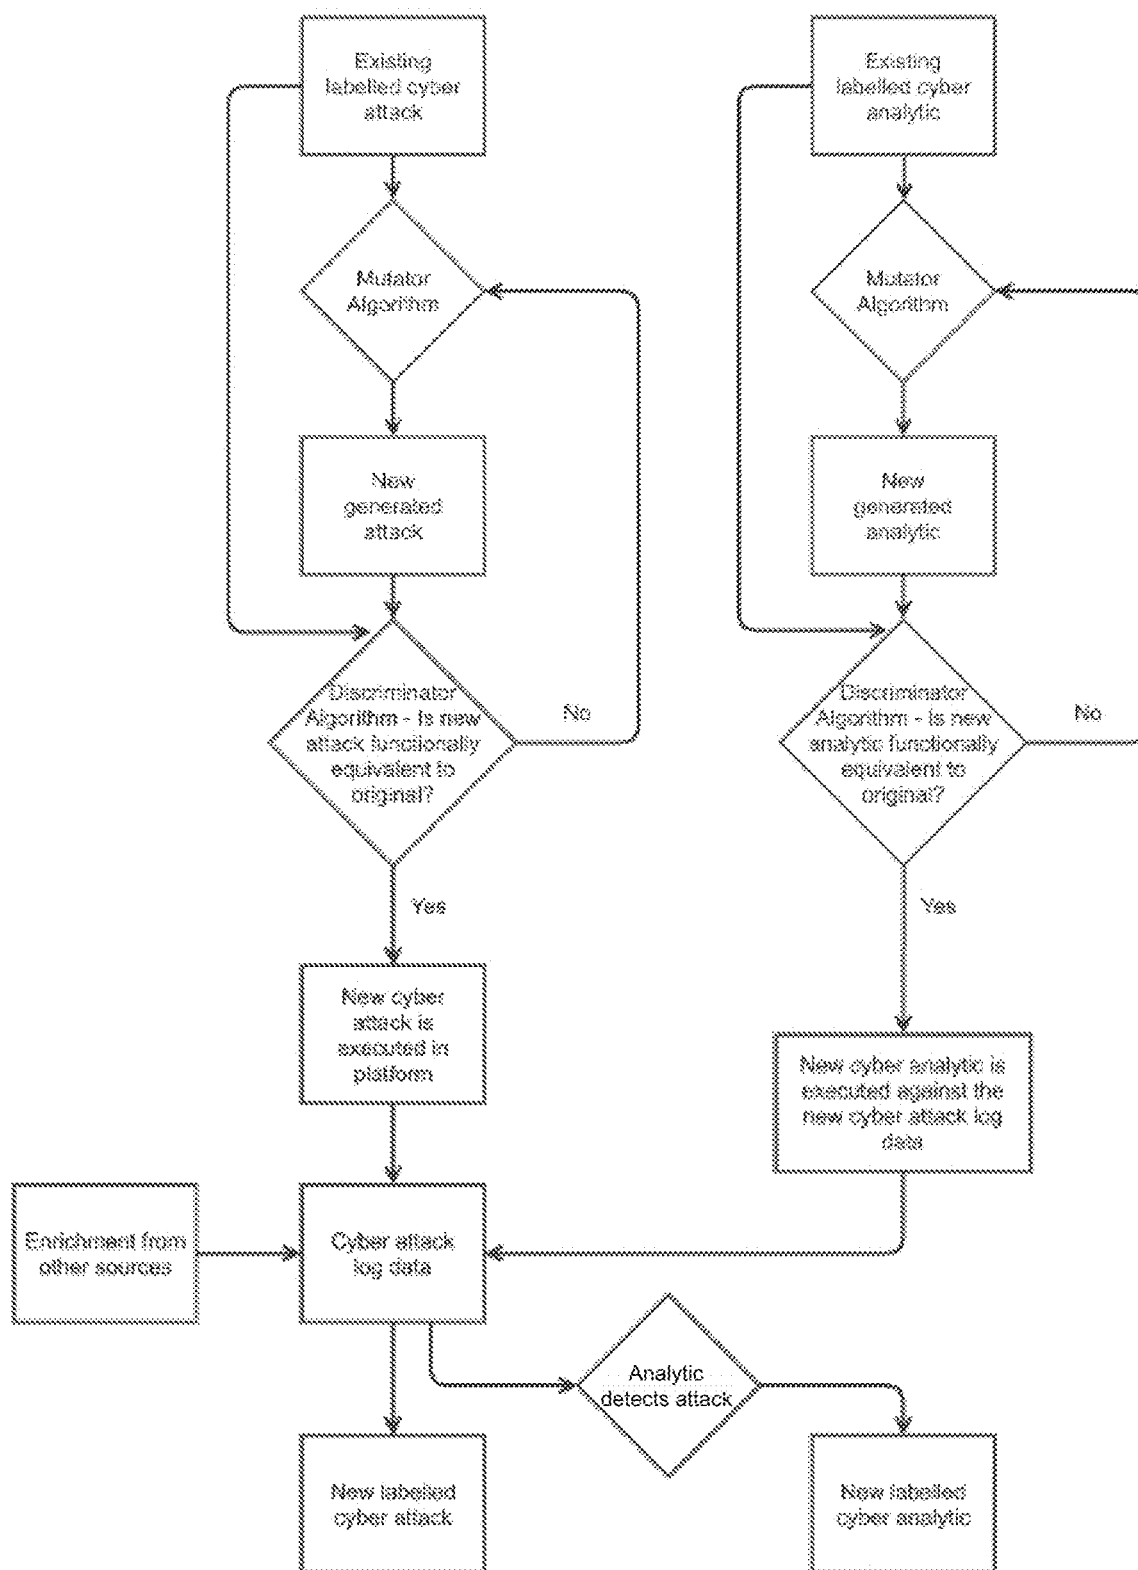 Existing
labelled cyber
attack
Existing
labelled cyber
analytic
Mutator
Algorithm
Mutator
Algorithm
New
generated
attack
New
generated
analytic
Discriminator
Algorithm - Is new
attack functionally
equivalent to
original?
No
Discriminator
Algorithm - Is new
analytic functionally
equivalent to
original?
No
Yes
Yes
New cyber
attack is
executed in
platform
New cyber analytic is
executed against the
new cyber attack log
data
Enrichment from
other sources
Cyber attack
log data
Analytic
detects attack
New labelled
cyber attack
New labelled
cyber analytic